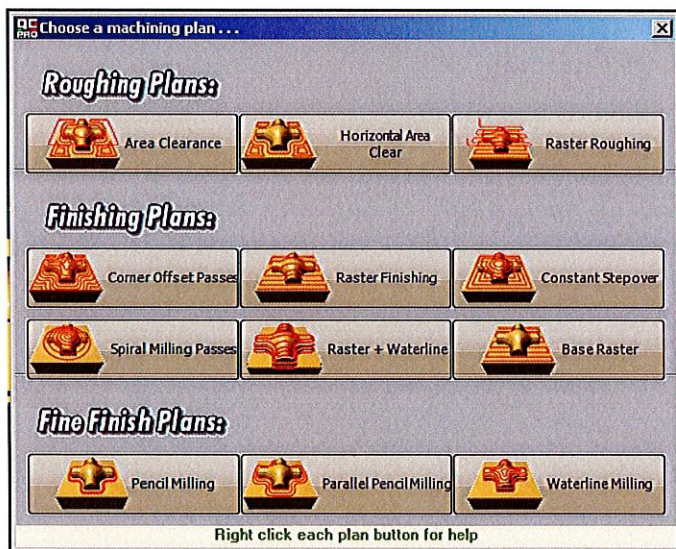 QC PRO Choose a machining plan . . .
Roughing Plans:
Area Clearance
Horizontal Area
Clear
Raster Roughing
Finishing Plans:
Corner Offset Passes
Raster Finishing
Constant Stepover
Spiral Milling Passes
Raster + Waterline
Base Raster
Fine Finish Plans:
Pencil Milling
Parallel Pencil Milling
Waterline Milling
Right click each plan button for help